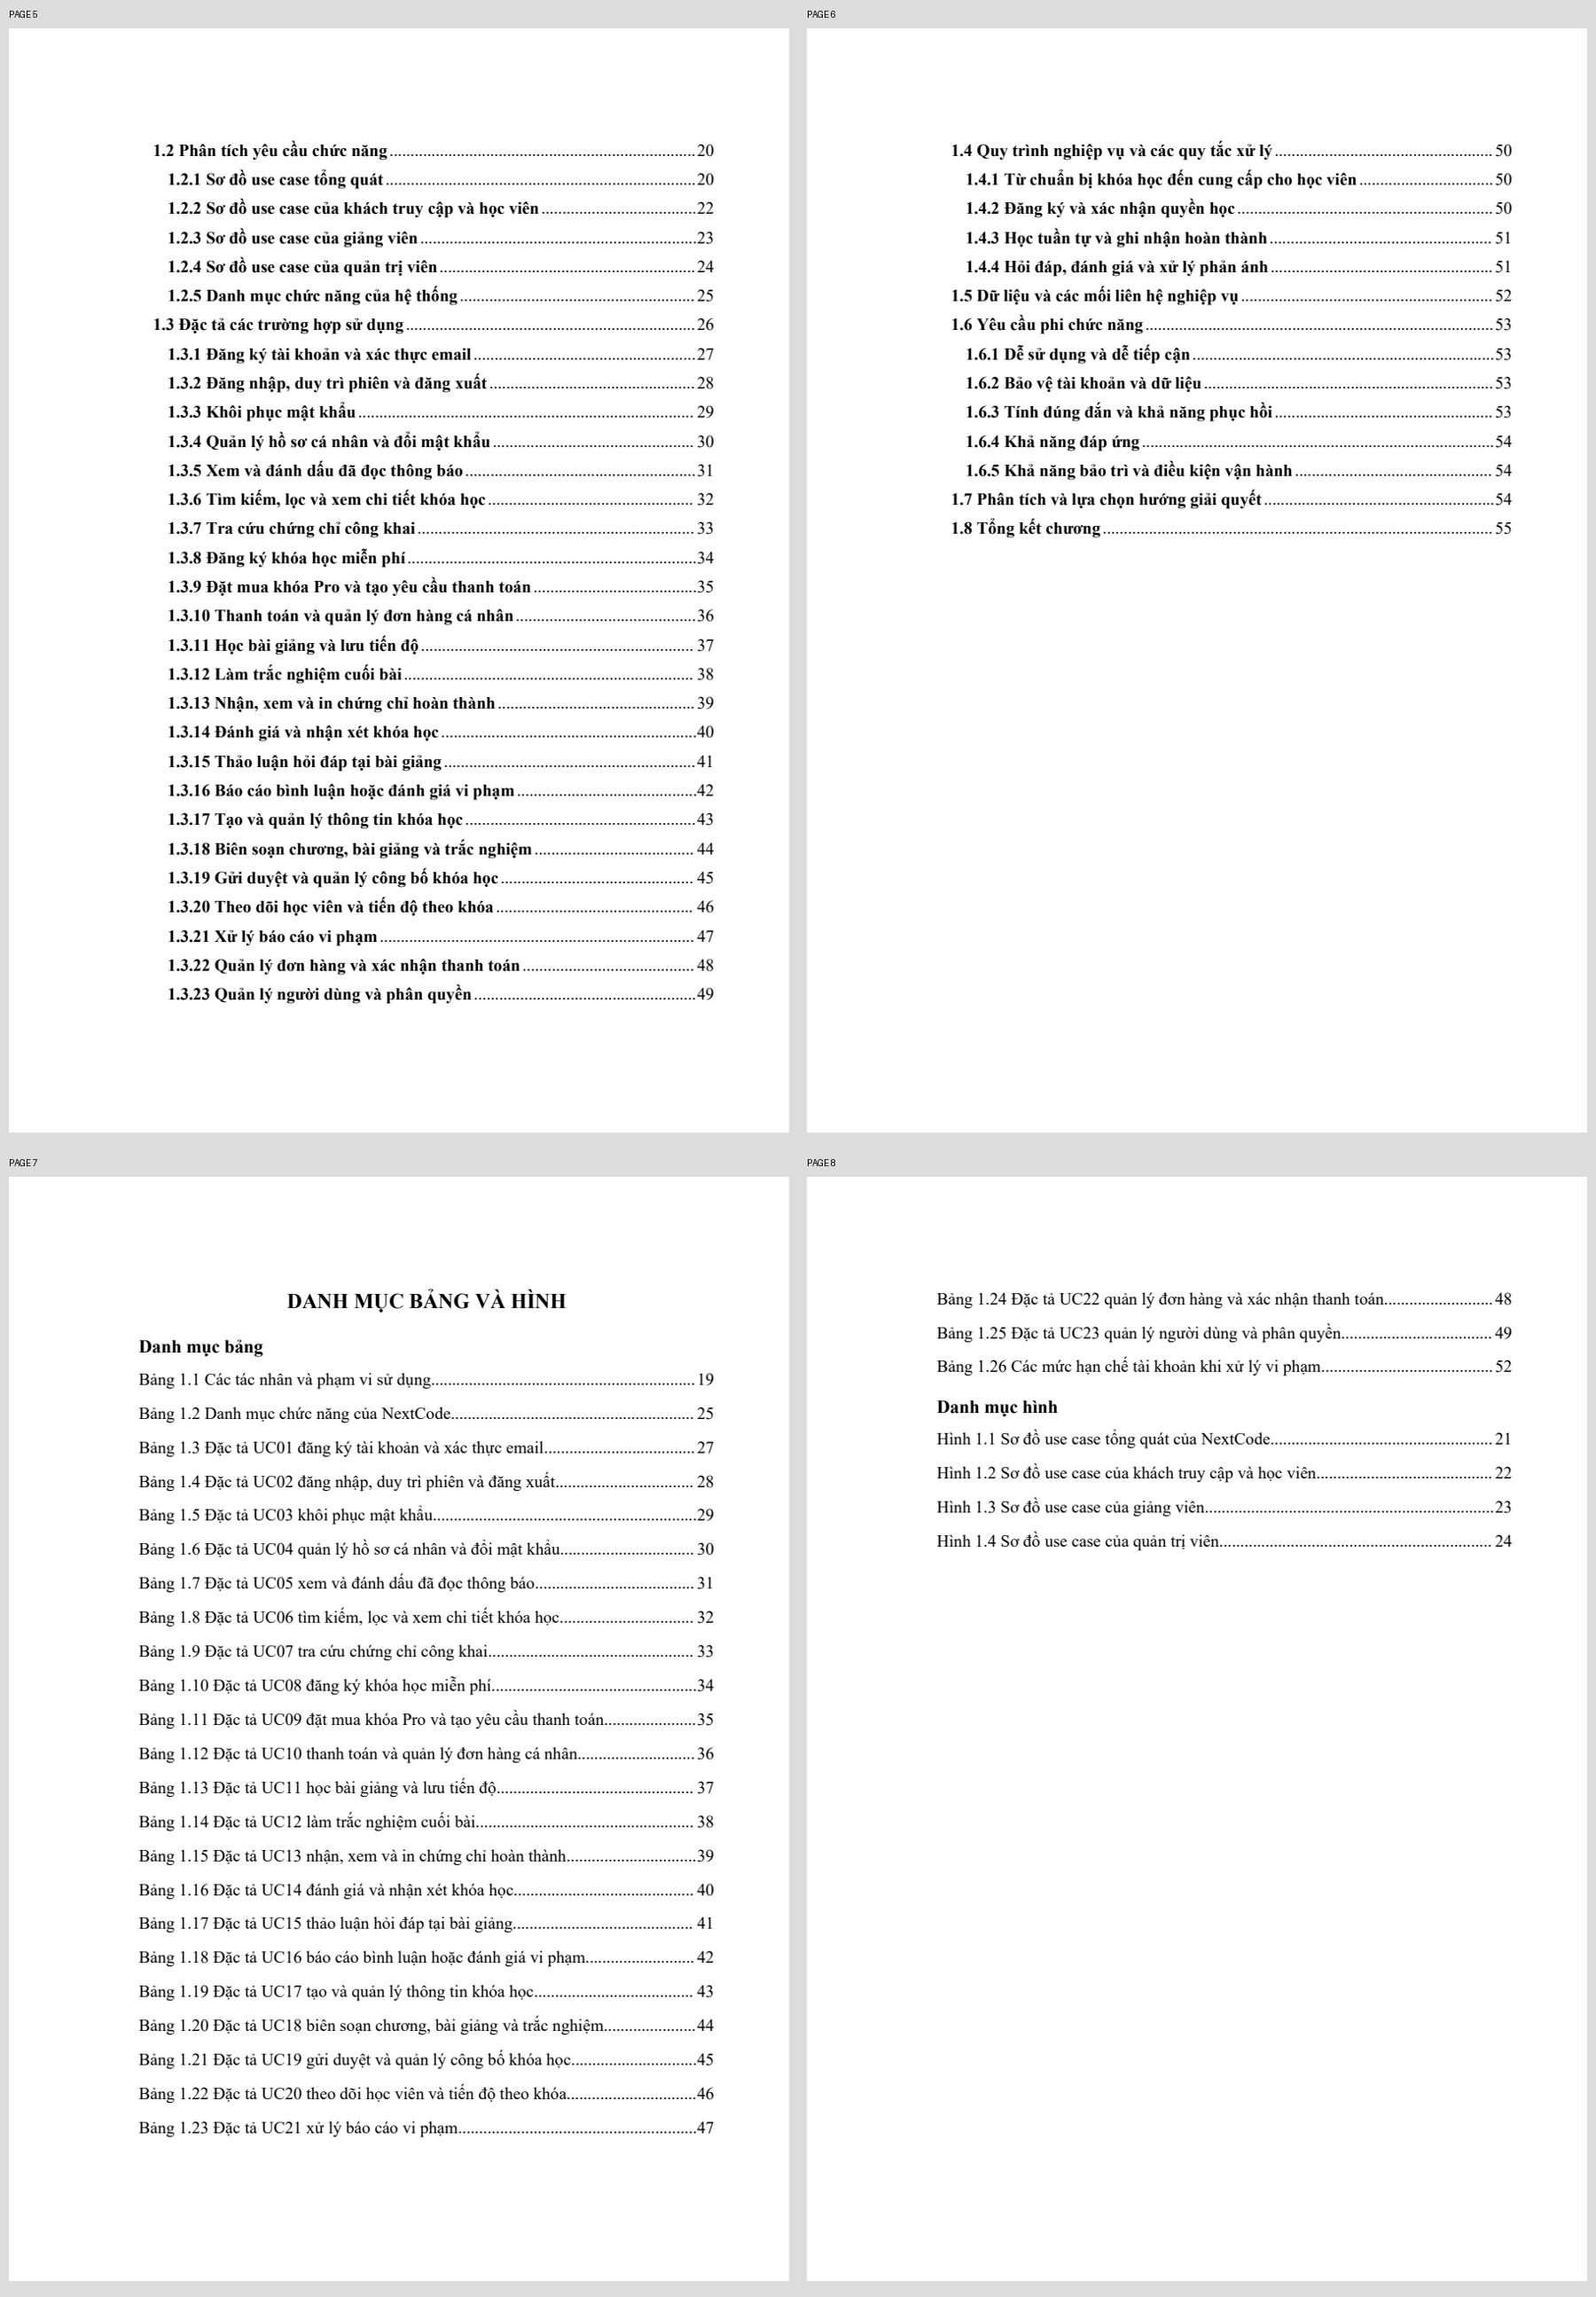 PAGE 5
1.2 Phân tích yêu cầu chức năng 20
1.2.1 Sơ đồ use case tổng quát 20
1.2.2 Sơ đồ use case của khách truy cập và học viên 22
1.2.3 Sơ đồ use case của giảng viên 23
1.2.4 Sơ đồ use case của quản trị viên 24
1.2.5 Danh mục chức năng của hệ thống 25
1.3 Đặc tả các trường hợp sử dụng 26
1.3.1 Đăng ký tài khoản và xác thực email 27
1.3.2 Đăng nhập, duy trì phiên và đăng xuất 28
1.3.3 Khôi phục mật khẩu 29
1.3.4 Quản lý hồ sơ cá nhân và đổi mật khẩu 30
1.3.5 Xem và đánh dấu đã đọc thông báo 31
1.3.6 Tìm kiếm, lọc và xem chi tiết khóa học 32
1.3.7 Tra cứu chứng chỉ công khai 33
1.3.8 Đăng ký khóa học miễn phí 34
1.3.9 Đặt mua khóa Pro và tạo yêu cầu thanh toán 35
1.3.10 Thanh toán và quản lý đơn hàng cá nhân 36
1.3.11 Học bài giảng và lưu tiến độ 37
1.3.12 Làm trắc nghiệm cuối bài 38
1.3.13 Nhận, xem và in chứng chỉ hoàn thành 39
1.3.14 Đánh giá và nhận xét khóa học 40
1.3.15 Thảo luận hỏi đáp tại bài giảng 41
1.3.16 Báo cáo bình luận hoặc đánh giá vi phạm 42
1.3.17 Tạo và quản lý thông tin khóa học 43
1.3.18 Biên soạn chương, bài giảng và trắc nghiệm 44
1.3.19 Gửi duyệt và quản lý công bố khóa học 45
1.3.20 Theo dõi học viên và tiến độ theo khóa 46
1.3.21 Xử lý báo cáo vi phạm 47
1.3.22 Quản lý đơn hàng và xác nhận thanh toán 48
1.3.23 Quản lý người dùng và phân quyền 49
PAGE 6
1.4 Quy trình nghiệp vụ và các quy tắc xử lý 50
1.4.1 Từ chuẩn bị khóa học đến cung cấp cho học viên 50
1.4.2 Đăng ký và xác nhận quyền học 50
1.4.3 Học tuần tự và ghi nhận hoàn thành 51
1.4.4 Hỏi đáp, đánh giá và xử lý phản ánh 51
1.5 Dữ liệu và các mối liên hệ nghiệp vụ 52
1.6 Yêu cầu phi chức năng 53
1.6.1 Dễ sử dụng và dễ tiếp cận 53
1.6.2 Bảo vệ tài khoản và dữ liệu 53
1.6.3 Tính đúng đắn và khả năng phục hồi 53
1.6.4 Khả năng đáp ứng 54
1.6.5 Khả năng bảo trì và điều kiện vận hành 54
1.7 Phân tích và lựa chọn hướng giải quyết 54
1.8 Tổng kết chương 55
PAGE 7
DANH MỤC BẢNG VÀ HÌNH
Danh mục bảng
Bảng 1.1 Các tác nhân và phạm vi sử dụng 19
Bảng 1.2 Danh mục chức năng của NextCode 25
Bảng 1.3 Đặc tả UC01 đăng ký tài khoản và xác thực email 27
Bảng 1.4 Đặc tả UC02 đăng nhập, duy trì phiên và đăng xuất 28
Bảng 1.5 Đặc tả UC03 khôi phục mật khẩu 29
Bảng 1.6 Đặc tả UC04 quản lý hồ sơ cá nhân và đổi mật khẩu 30
Bảng 1.7 Đặc tả UC05 xem và đánh dấu đã đọc thông báo 31
Bảng 1.8 Đặc tả UC06 tìm kiếm, lọc và xem chi tiết khóa học 32
Bảng 1.9 Đặc tả UC07 tra cứu chứng chỉ công khai 33
Bảng 1.10 Đặc tả UC08 đăng ký khóa học miễn phí 34
Bảng 1.11 Đặc tả UC09 đặt mua khóa Pro và tạo yêu cầu thanh toán 35
Bảng 1.12 Đặc tả UC10 thanh toán và quản lý đơn hàng cá nhân 36
Bảng 1.13 Đặc tả UC11 học bài giảng và lưu tiến độ 37
Bảng 1.14 Đặc tả UC12 làm trắc nghiệm cuối bài 38
Bảng 1.15 Đặc tả UC13 nhận, xem và in chứng chỉ hoàn thành 39
Bảng 1.16 Đặc tả UC14 đánh giá và nhận xét khóa học 40
Bảng 1.17 Đặc tả UC15 thảo luận hỏi đáp tại bài giảng 41
Bảng 1.18 Đặc tả UC16 báo cáo bình luận hoặc đánh giá vi phạm 42
Bảng 1.19 Đặc tả UC17 tạo và quản lý thông tin khóa học 43
Bảng 1.20 Đặc tả UC18 biên soạn chương, bài giảng và trắc nghiệm 44
Bảng 1.21 Đặc tả UC19 gửi duyệt và quản lý công bố khóa học 45
Bảng 1.22 Đặc tả UC20 theo dõi học viên và tiến độ theo khóa 46
Bảng 1.23 Đặc tả UC21 xử lý báo cáo vi phạm 47
PAGE 8
Bảng 1.24 Đặc tả UC22 quản lý đơn hàng và xác nhận thanh toán 48
Bảng 1.25 Đặc tả UC23 quản lý người dùng và phân quyền 49
Bảng 1.26 Các mức hạn chế tài khoản khi xử lý vi phạm 52
Danh mục hình
Hình 1.1 Sơ đồ use case tổng quát của NextCode 21
Hình 1.2 Sơ đồ use case của khách truy cập và học viên 22
Hình 1.3 Sơ đồ use case của giảng viên 23
Hình 1.4 Sơ đồ use case của quản trị viên 24